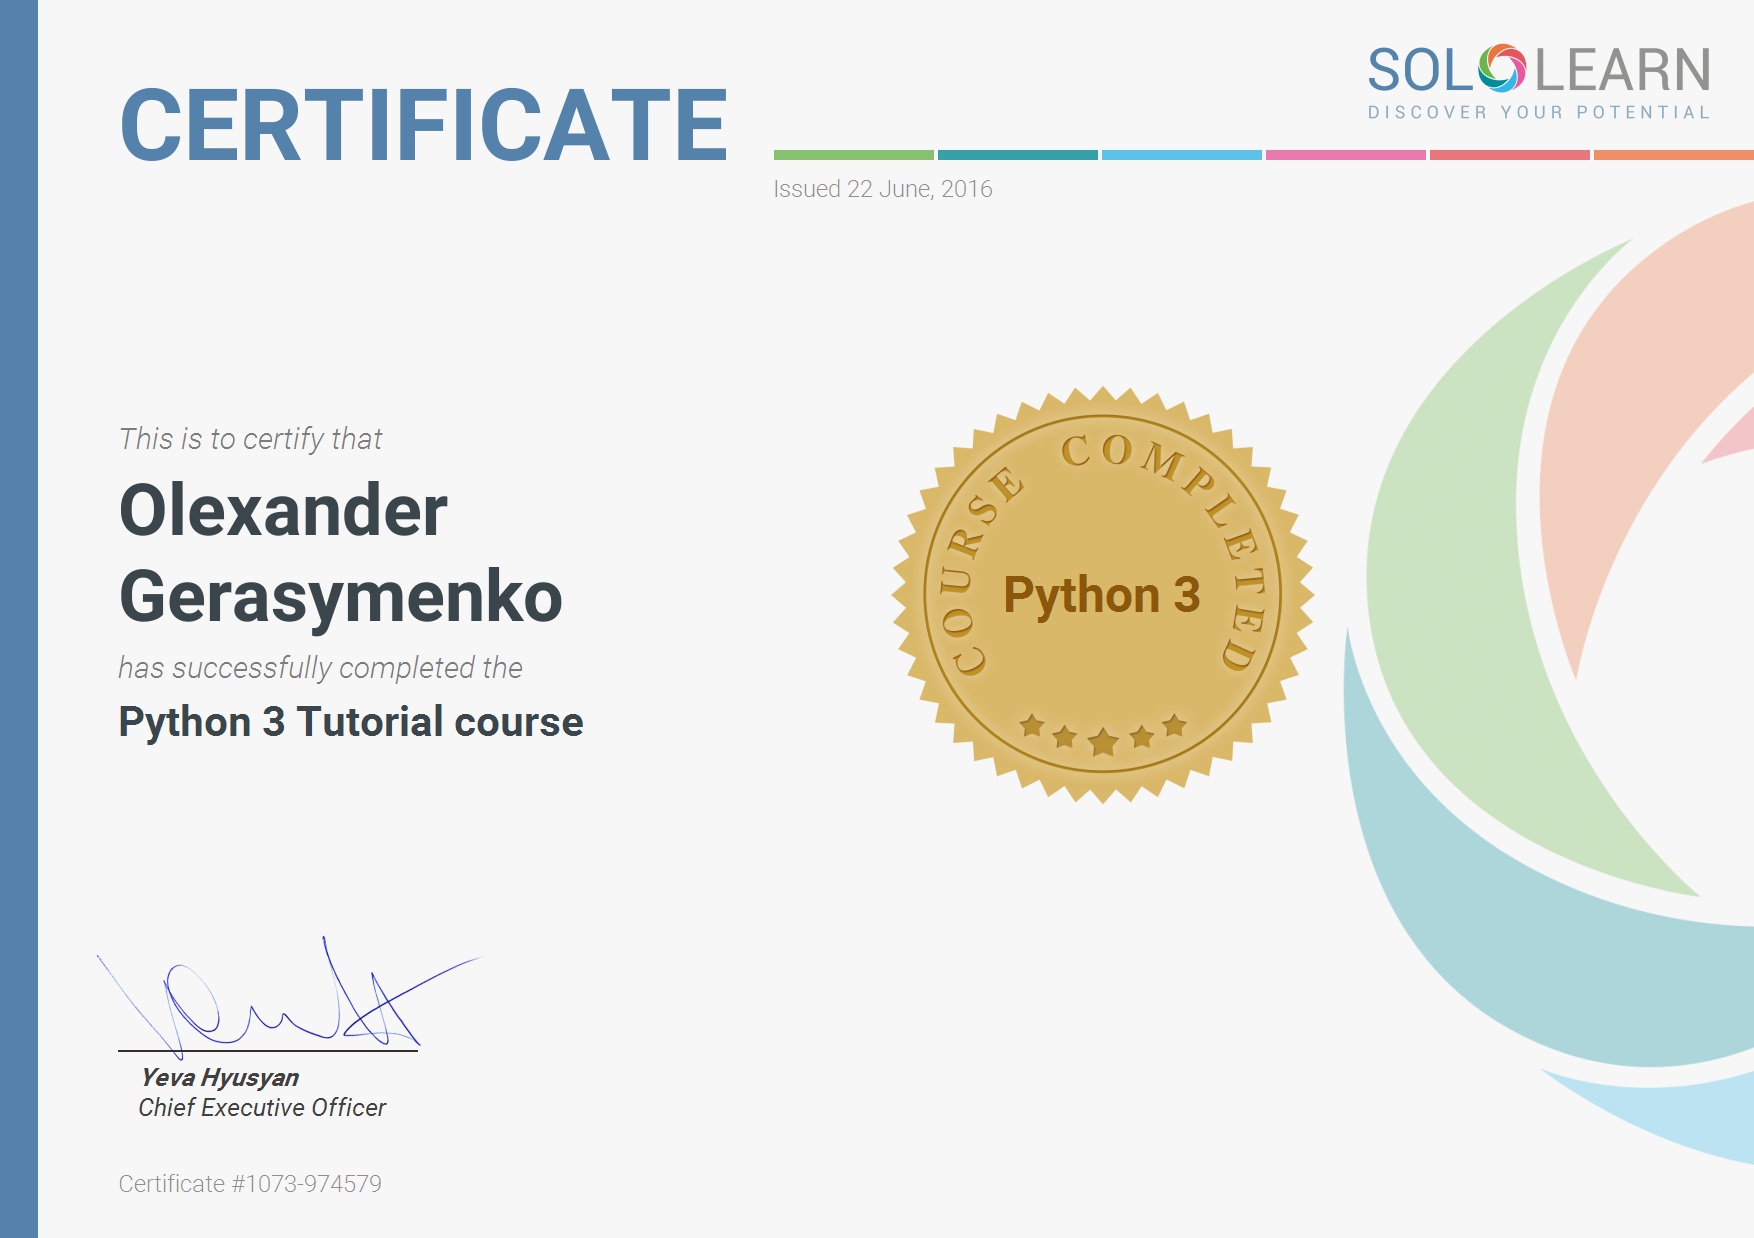 SOLOLEARN
DISCOVER YOUR POTENTIAL
CERTIFICATE
Issued 22 June, 2016
This is to certify that
Olexander
Gerasymenko
has successfully completed the
Python 3 Tutorial course
COURSE COMPLETED
Python 3
Yeva Hyusyan
Chief Executive Officer
Certificate #1073-974579